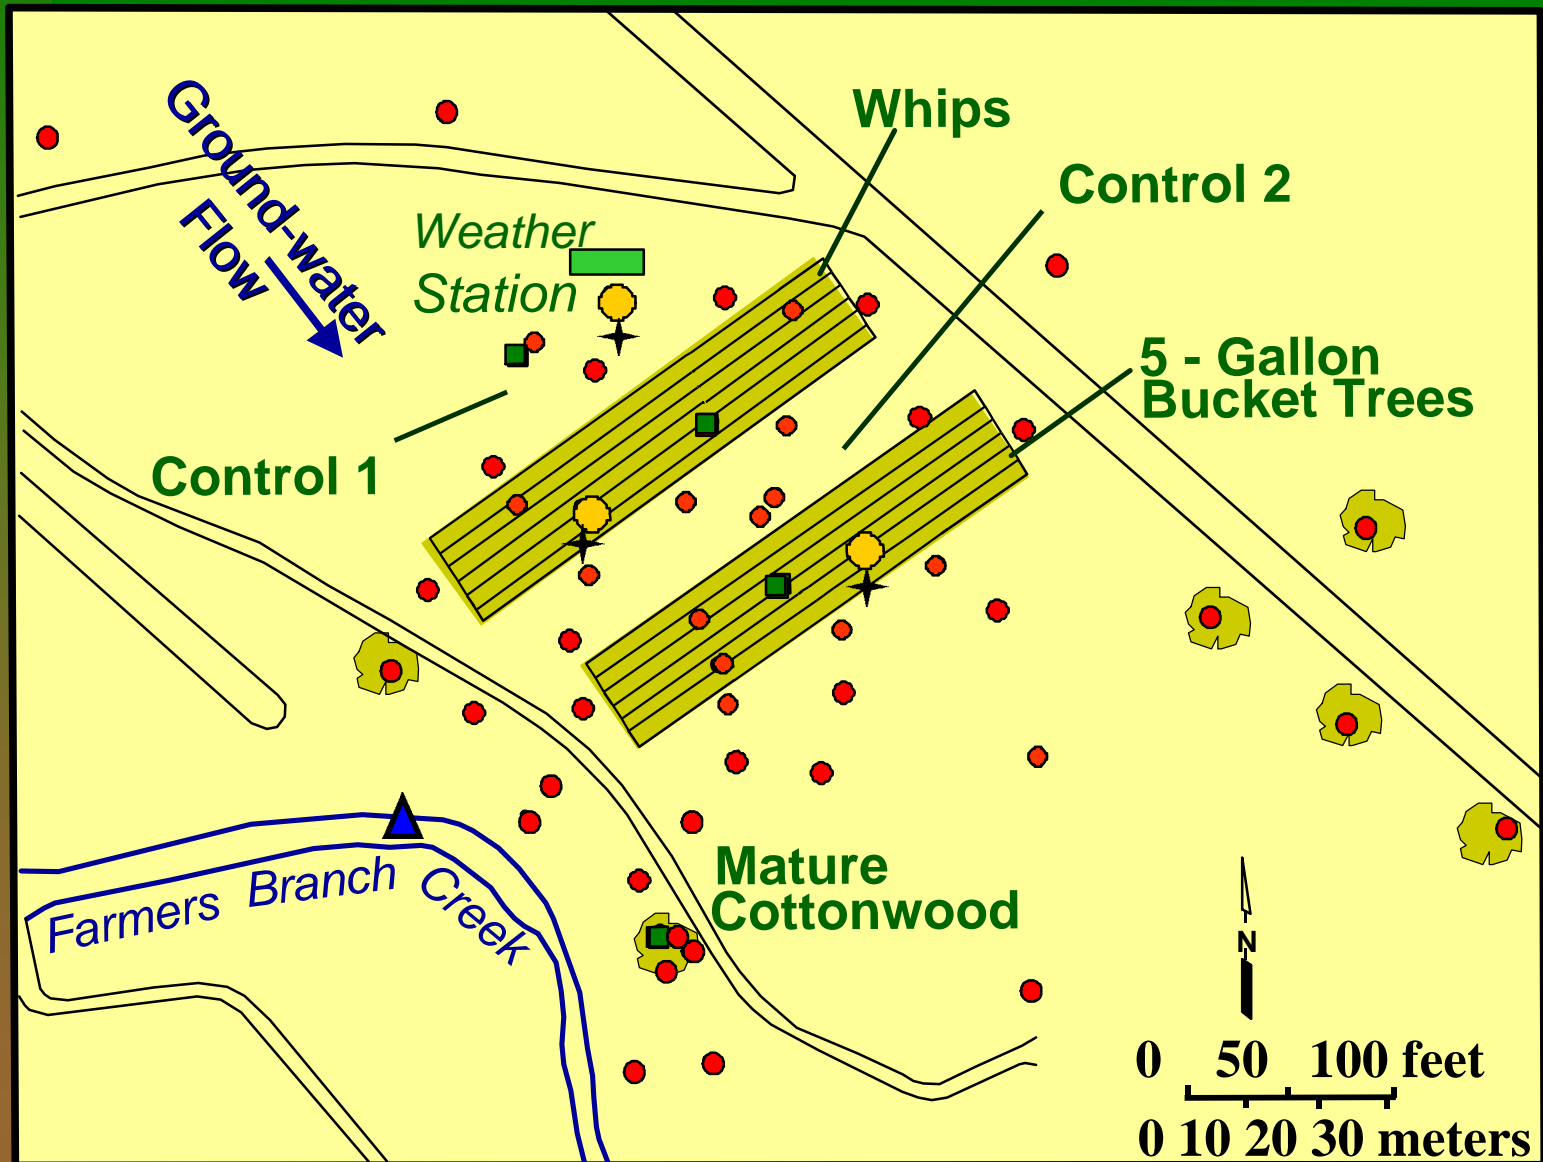 Ground-water
Flow
Whips
Control 2
Weather
Station
5 - Gallon
Bucket Trees
Control 1
Mature
Cottonwood
Farmers Branch Creek
N
0 50 100 feet
0 10 20 30 meters